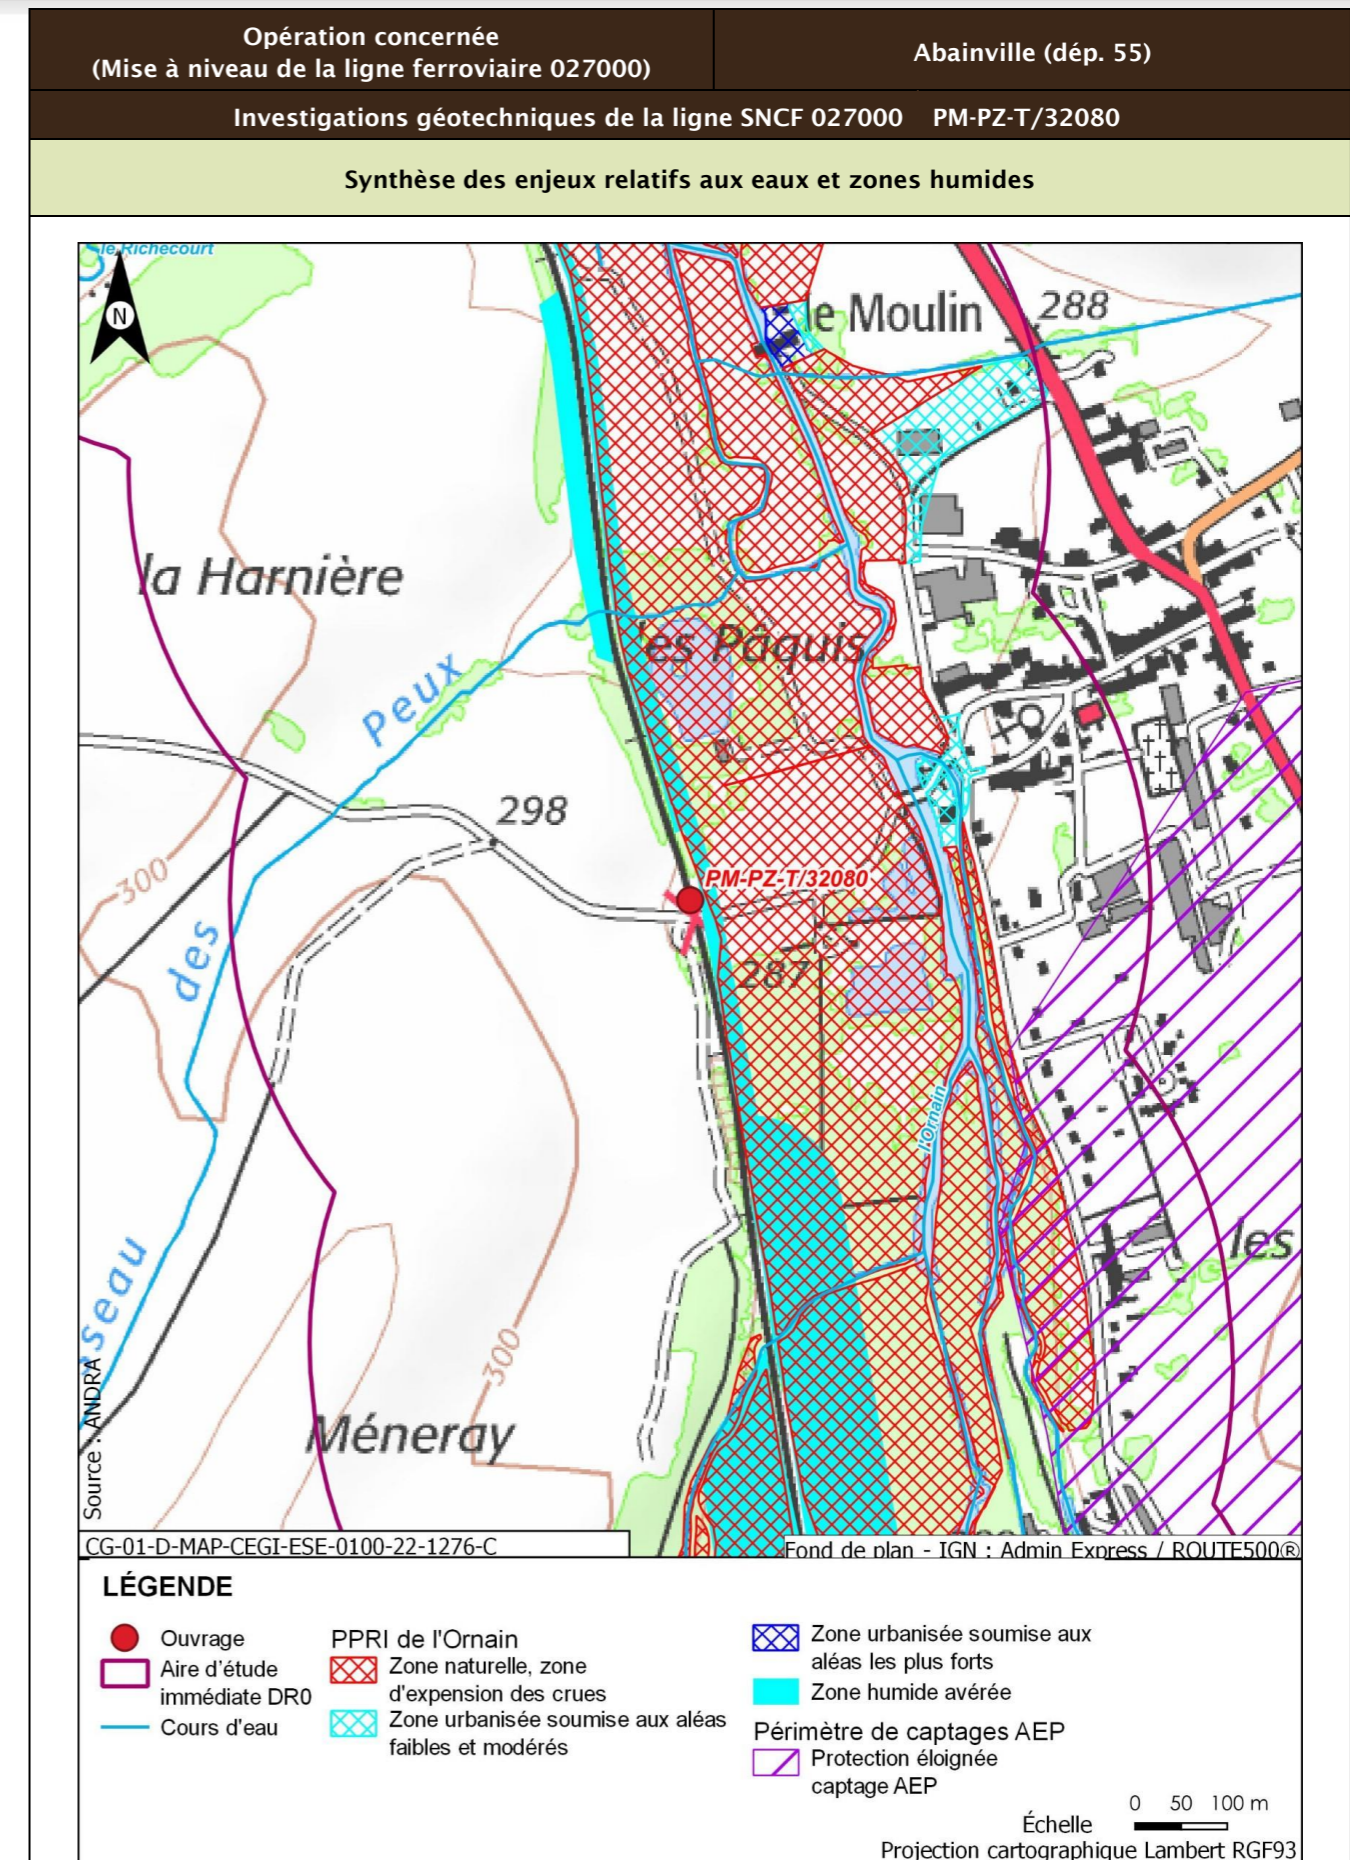 Opération concernée
(Mise à niveau de la ligne ferroviaire 027000)
Abainville (dép. 55)
Investigations géotechniques de la ligne SNCF 027000 PM-PZ-T/32080
Synthèse des enjeux relatifs aux eaux et zones humides
le Richecourt
N
le Moulin
288
la Harnière
les Pâquis
Peux
298
300
PM-PZ-T/32080
des
287
l'Ornain
les
sseau
300
Méneray
Source : ANDRA
CG-01-D-MAP-CEGI-ESE-0100-22-1276-C
Fond de plan - IGN : Admin Express / ROUTE500®
LÉGENDE
Ouvrage
Aire d'étude
immédiate DR0
Cours d'eau
PPRI de l'Ornain
Zone naturelle, zone
d'expension des crues
Zone urbanisée soumise aux aléas
faibles et modérés
Zone urbanisée soumise aux
aléas les plus forts
Zone humide avérée
Périmètre de captages AEP
Protection éloignée
captage AEP
0 50 100 m
Échelle
Projection cartographique Lambert RGF93